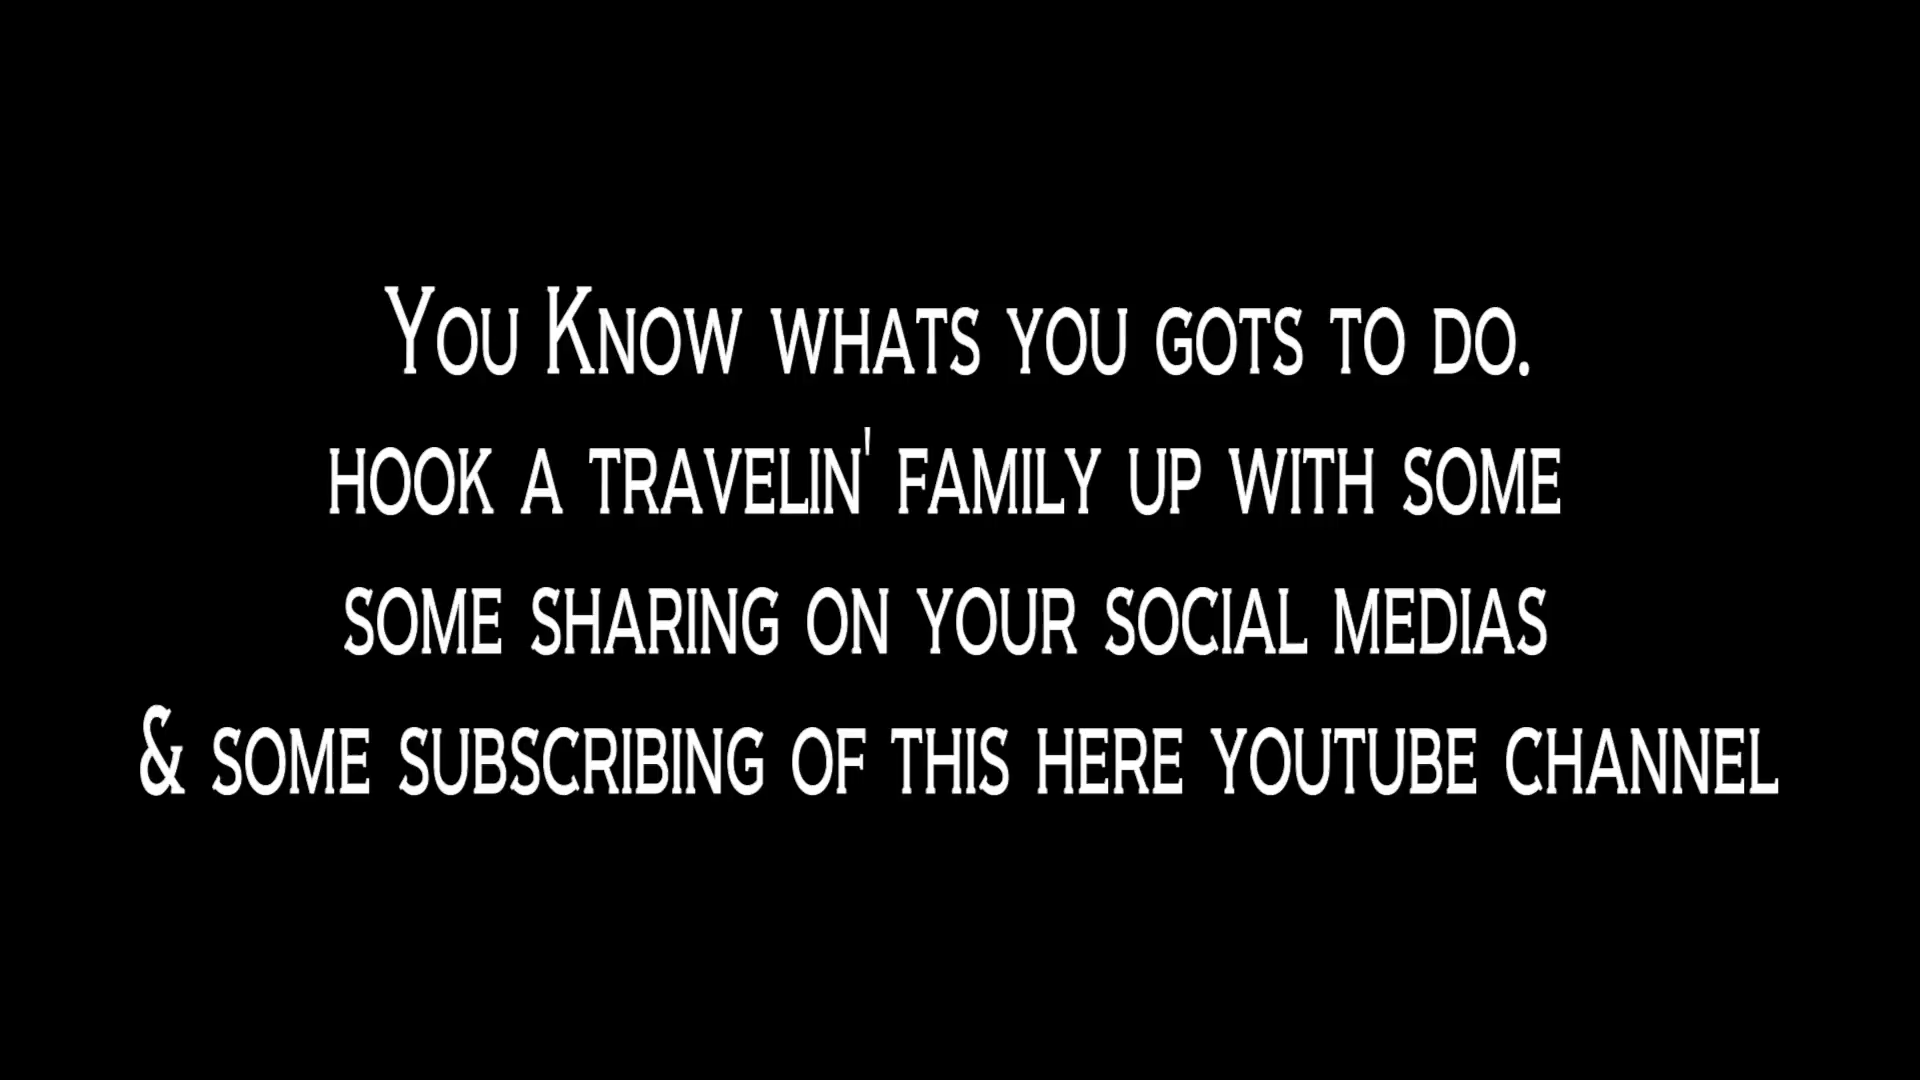 You Know whats you gots to do.
hook a travelin' family up with some
some sharing on your social medias
& some subscribing of this here youtube channel